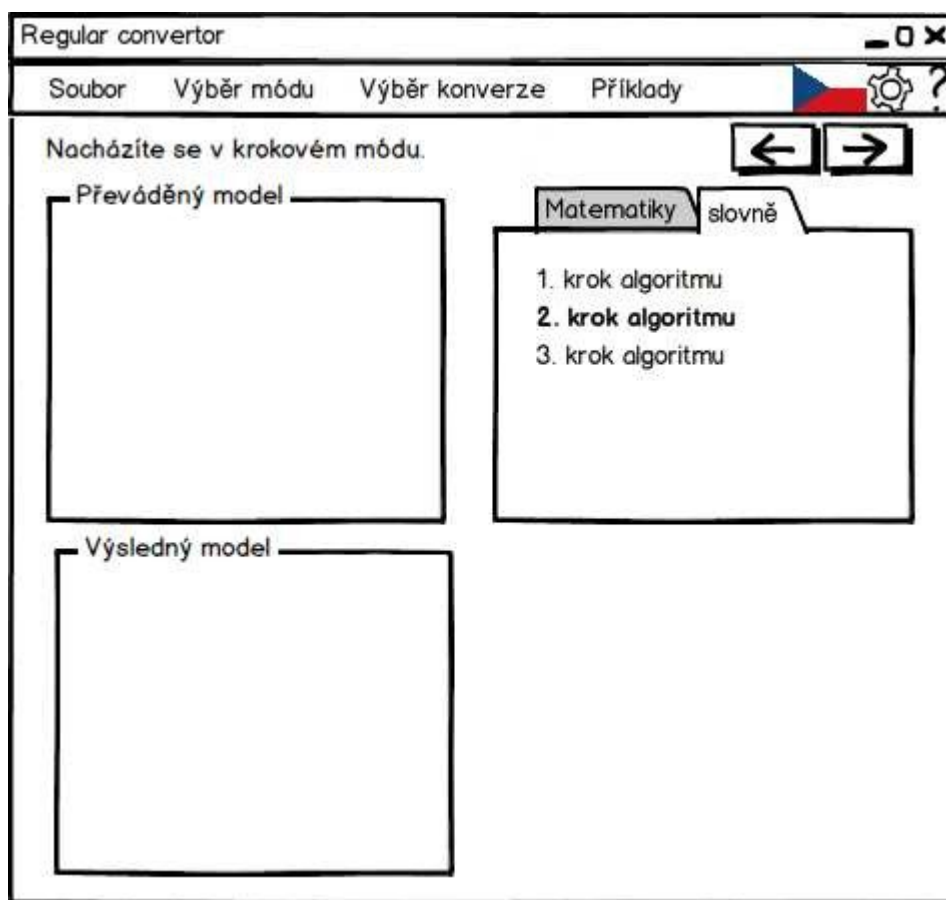 Regular convertor
Soubor Výběr módu Výběr konverze Příklady ?
Nacházíte se v krokovém módu.
Převáděný model
Matematiky slovně
1. krok algoritmu
2. krok algoritmu
3. krok algoritmu
Výsledný model